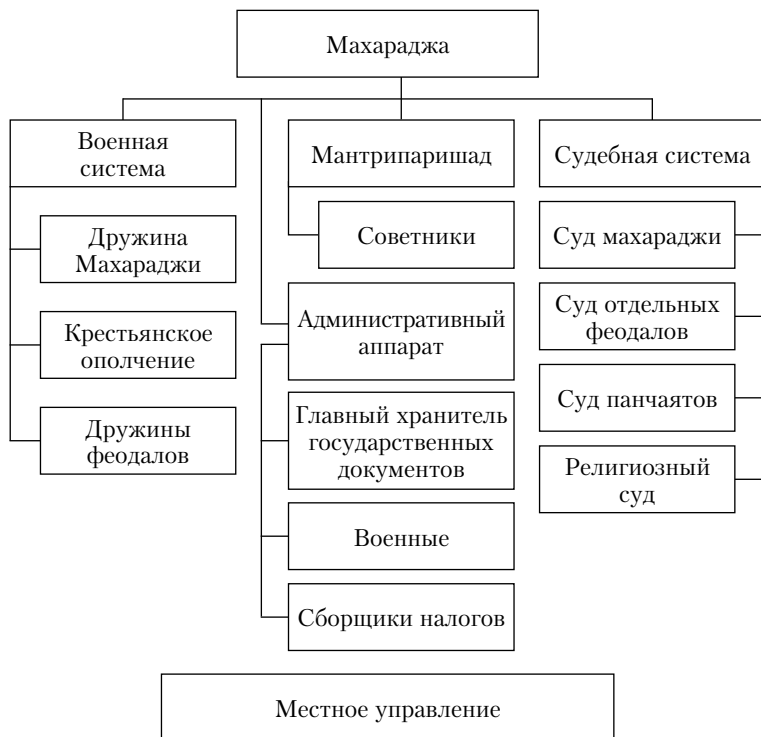 Махараджа
Военная
система
Дружина
Махараджи
Крестьянское
ополчение
Дружины
феодалов
Мантрипаришад
Советники
Административный
аппарат
Главный хранитель
государственных
документов
Военные
Сборщики налогов
Судебная система
Суд махараджи
Суд отдельных
феодалов
Суд панчаятов
Религиозный
суд
Местное управление